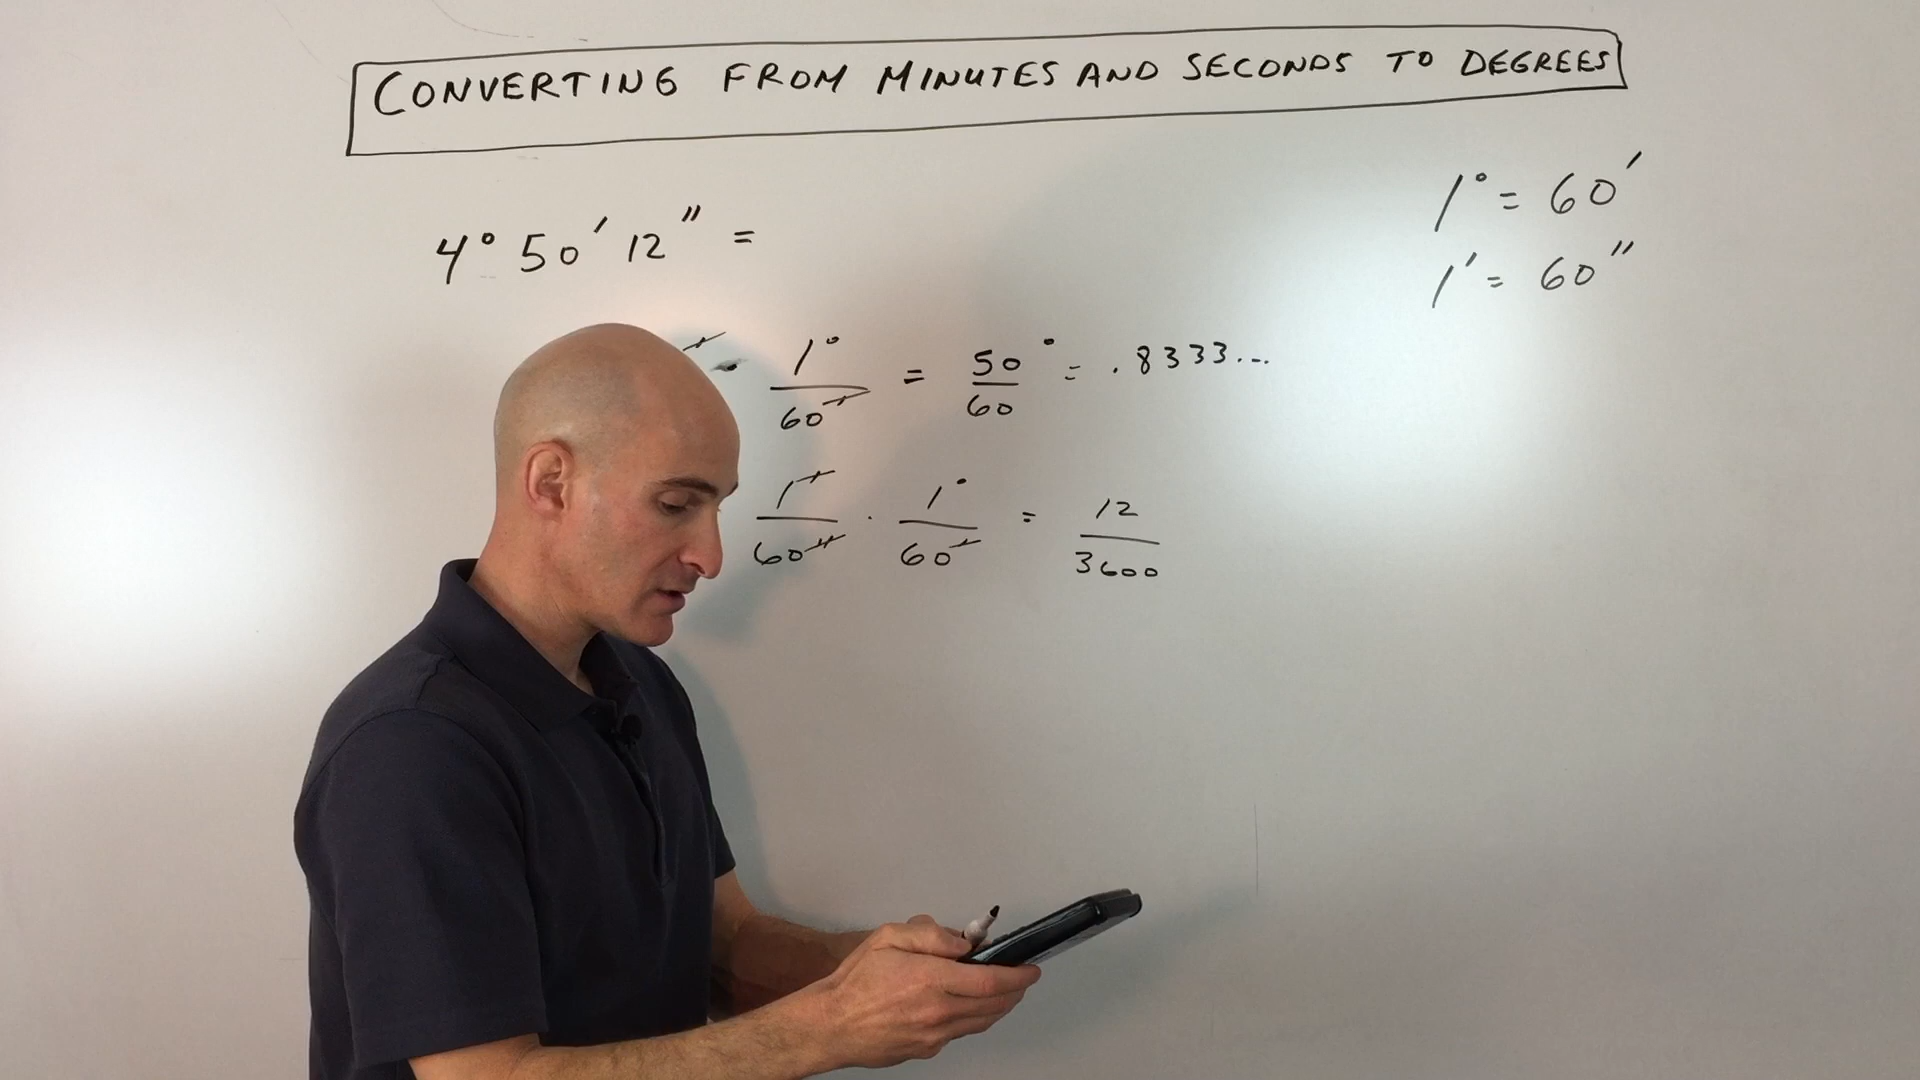 CONVERTING FROM MINUTES AND SECONDS TO DEGREES
1° = 60′
4° 50′ 12″ =
1′ = 60″
1° / 60′ = 50 / 60 ° = .8333...
1′ / 60″ · 1° / 60′ = 12 / 3600